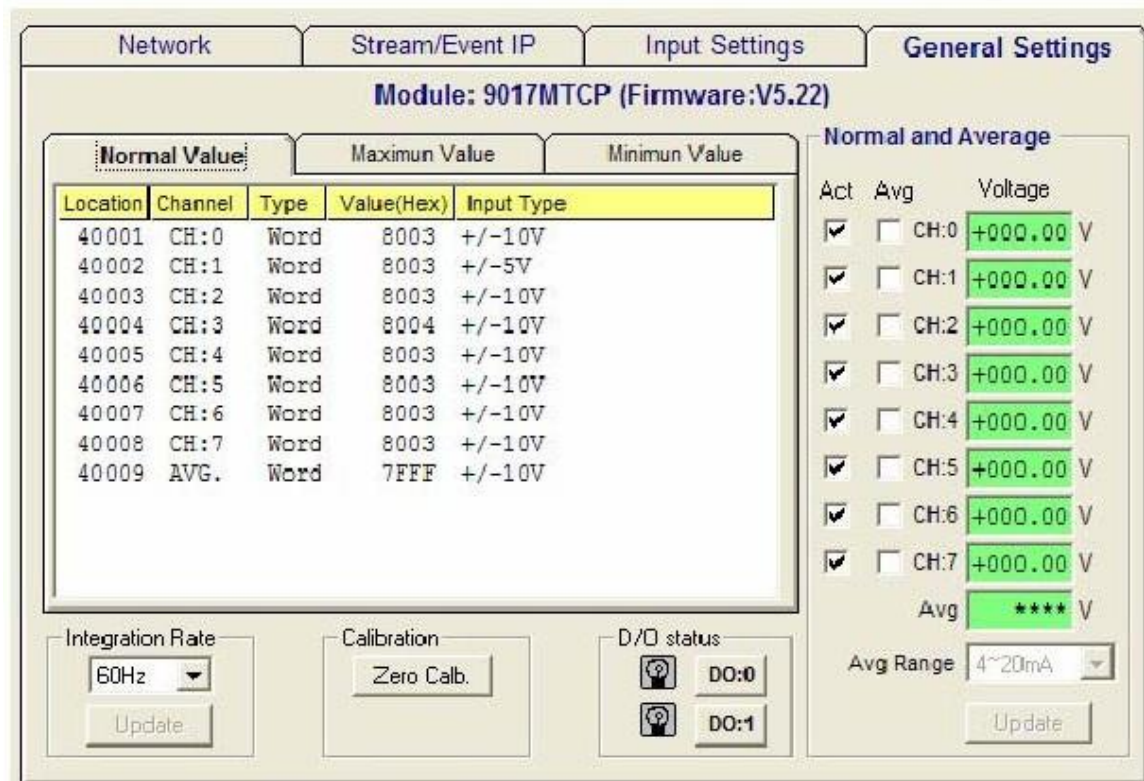 Network Stream/Event IP Input Settings General Settings
Module: 9017MTCP (Firmware:V5.22)
Normal Value Maximun Value Minimun Value
Location Channel Type Value(Hex) Input Type
40001 CH:0 Word 8003 +/-10V
40002 CH:1 Word 8003 +/-5V
40003 CH:2 Word 8003 +/-10V
40004 CH:3 Word 8004 +/-10V
40005 CH:4 Word 8003 +/-10V
40006 CH:5 Word 8003 +/-10V
40007 CH:6 Word 8003 +/-10V
40008 CH:7 Word 8003 +/-10V
40009 AVG. Word 7FFF +/-10V
Integration Rate
60Hz
Update
Calibration
Zero Calb.
D/O status
DO:0
DO:1
Normal and Average
Act Avg Voltage
CH:0 +000.00 V
CH:1 +000.00 V
CH:2 +000.00 V
CH:3 +000.00 V
CH:4 +000.00 V
CH:5 +000.00 V
CH:6 +000.00 V
CH:7 +000.00 V
Avg **** V
Avg Range 4~20mA
Update